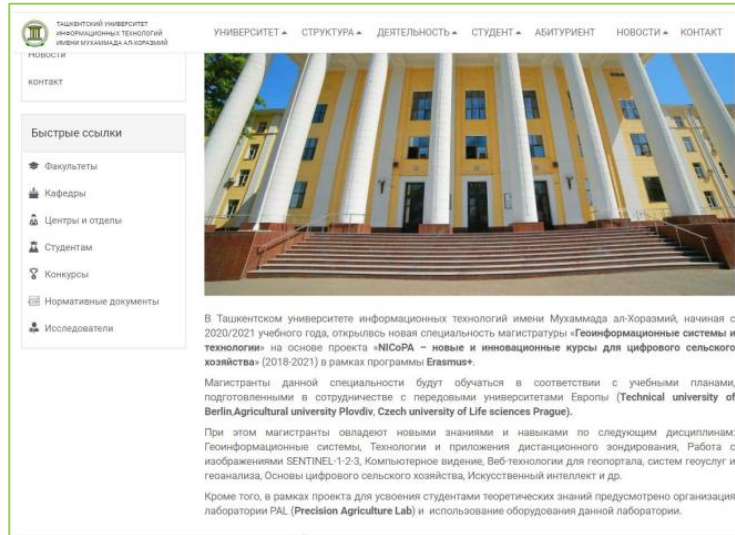 ТАШКЕНТСКИЙ УНИВЕРСИТЕТ
ИНФОРМАЦИОННЫХ ТЕХНОЛОГИЙ
ИМЕНИ МУХАММАДА АЛ-ХОРАЗМИЙ
УНИВЕРСИТЕТ СТРУКТУРА ДЕЯТЕЛЬНОСТЬ СТУДЕНТ АБИТУРИЕНТ НОВОСТИ КОНТАКТ
НОВОСТИ
контакт
Быстрые ссылки
Факультеты
Кафедры
Центры и отделы
Студентам
Конкурсы
Нормативные документы
Исследователи
В Ташкентском университете информационных технологий имени Мухаммада ал-Хоразмий, начиная с
2020/2021 учебного года, открылвсь новая специальность магистратуры «Геоинформационные системы и
технологии» на основе проекта «NICoPA – новые и инновационные курсы для цифрового сельского
хозяйства» (2018-2021) в рамках программы Erasmus+.
Магистранты данной специальности будут обучаться в соответствии с учебными планами,
подготовленными в сотрудничестве с передовыми университетами Европы (Technical university of
Berlin,Agricultural university Plovdiv, Czech university of Life sciences Prague).
При этом магистранты овладеют новыми знаниями и навыками по следующим дисциплинам:
Геоинформационные системы, Технологии и приложения дистанционного зондирования, Работа с
изображениями SENTINEL-1-2-3, Компьютерное видение, Веб-технологии для геопортала, систем геоуслуг и
геоанализа, Основы цифрового сельского хозяйства, Искусственный интеллект и др.
Кроме того, в рамках проекта для усвоения студентами теоретических знаний предусмотрено организация
лаборатории PAL (Precision Agriculture Lab) и использование оборудования данной лаборатории.